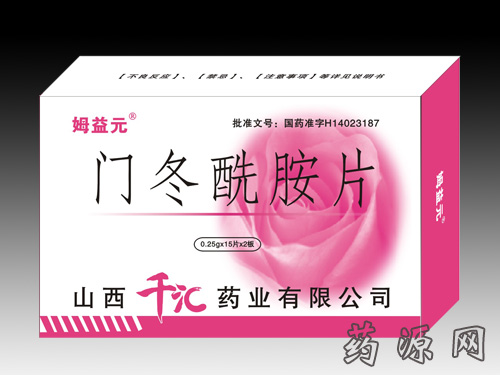 【不良反应】、【禁忌】、【注意事项】等详见说明书
姆益元®
批准文号：国药准字H14023187
门冬酰胺片
0.25gx15片x2板
山西千汇药业有限公司
姆益元®
药源网